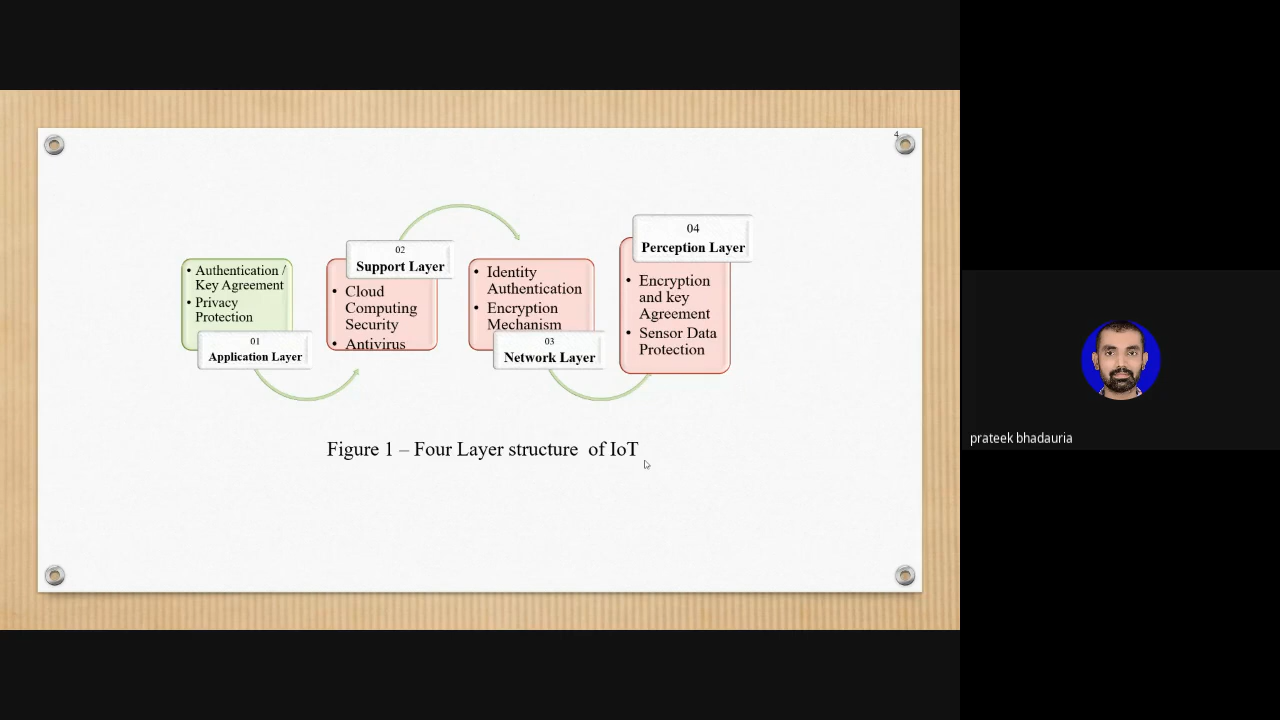 4
• Authentication /
Key Agreement
• Privacy
Protection
01
Application Layer
02
Support Layer
• Cloud
Computing
Security
• Antivirus
• Identity
Authentication
• Encryption
Mechanism
03
Network Layer
04
Perception Layer
• Encryption
and key
Agreement
• Sensor Data
Protection
Figure 1 – Four Layer structure of IoT
prateek bhadauria